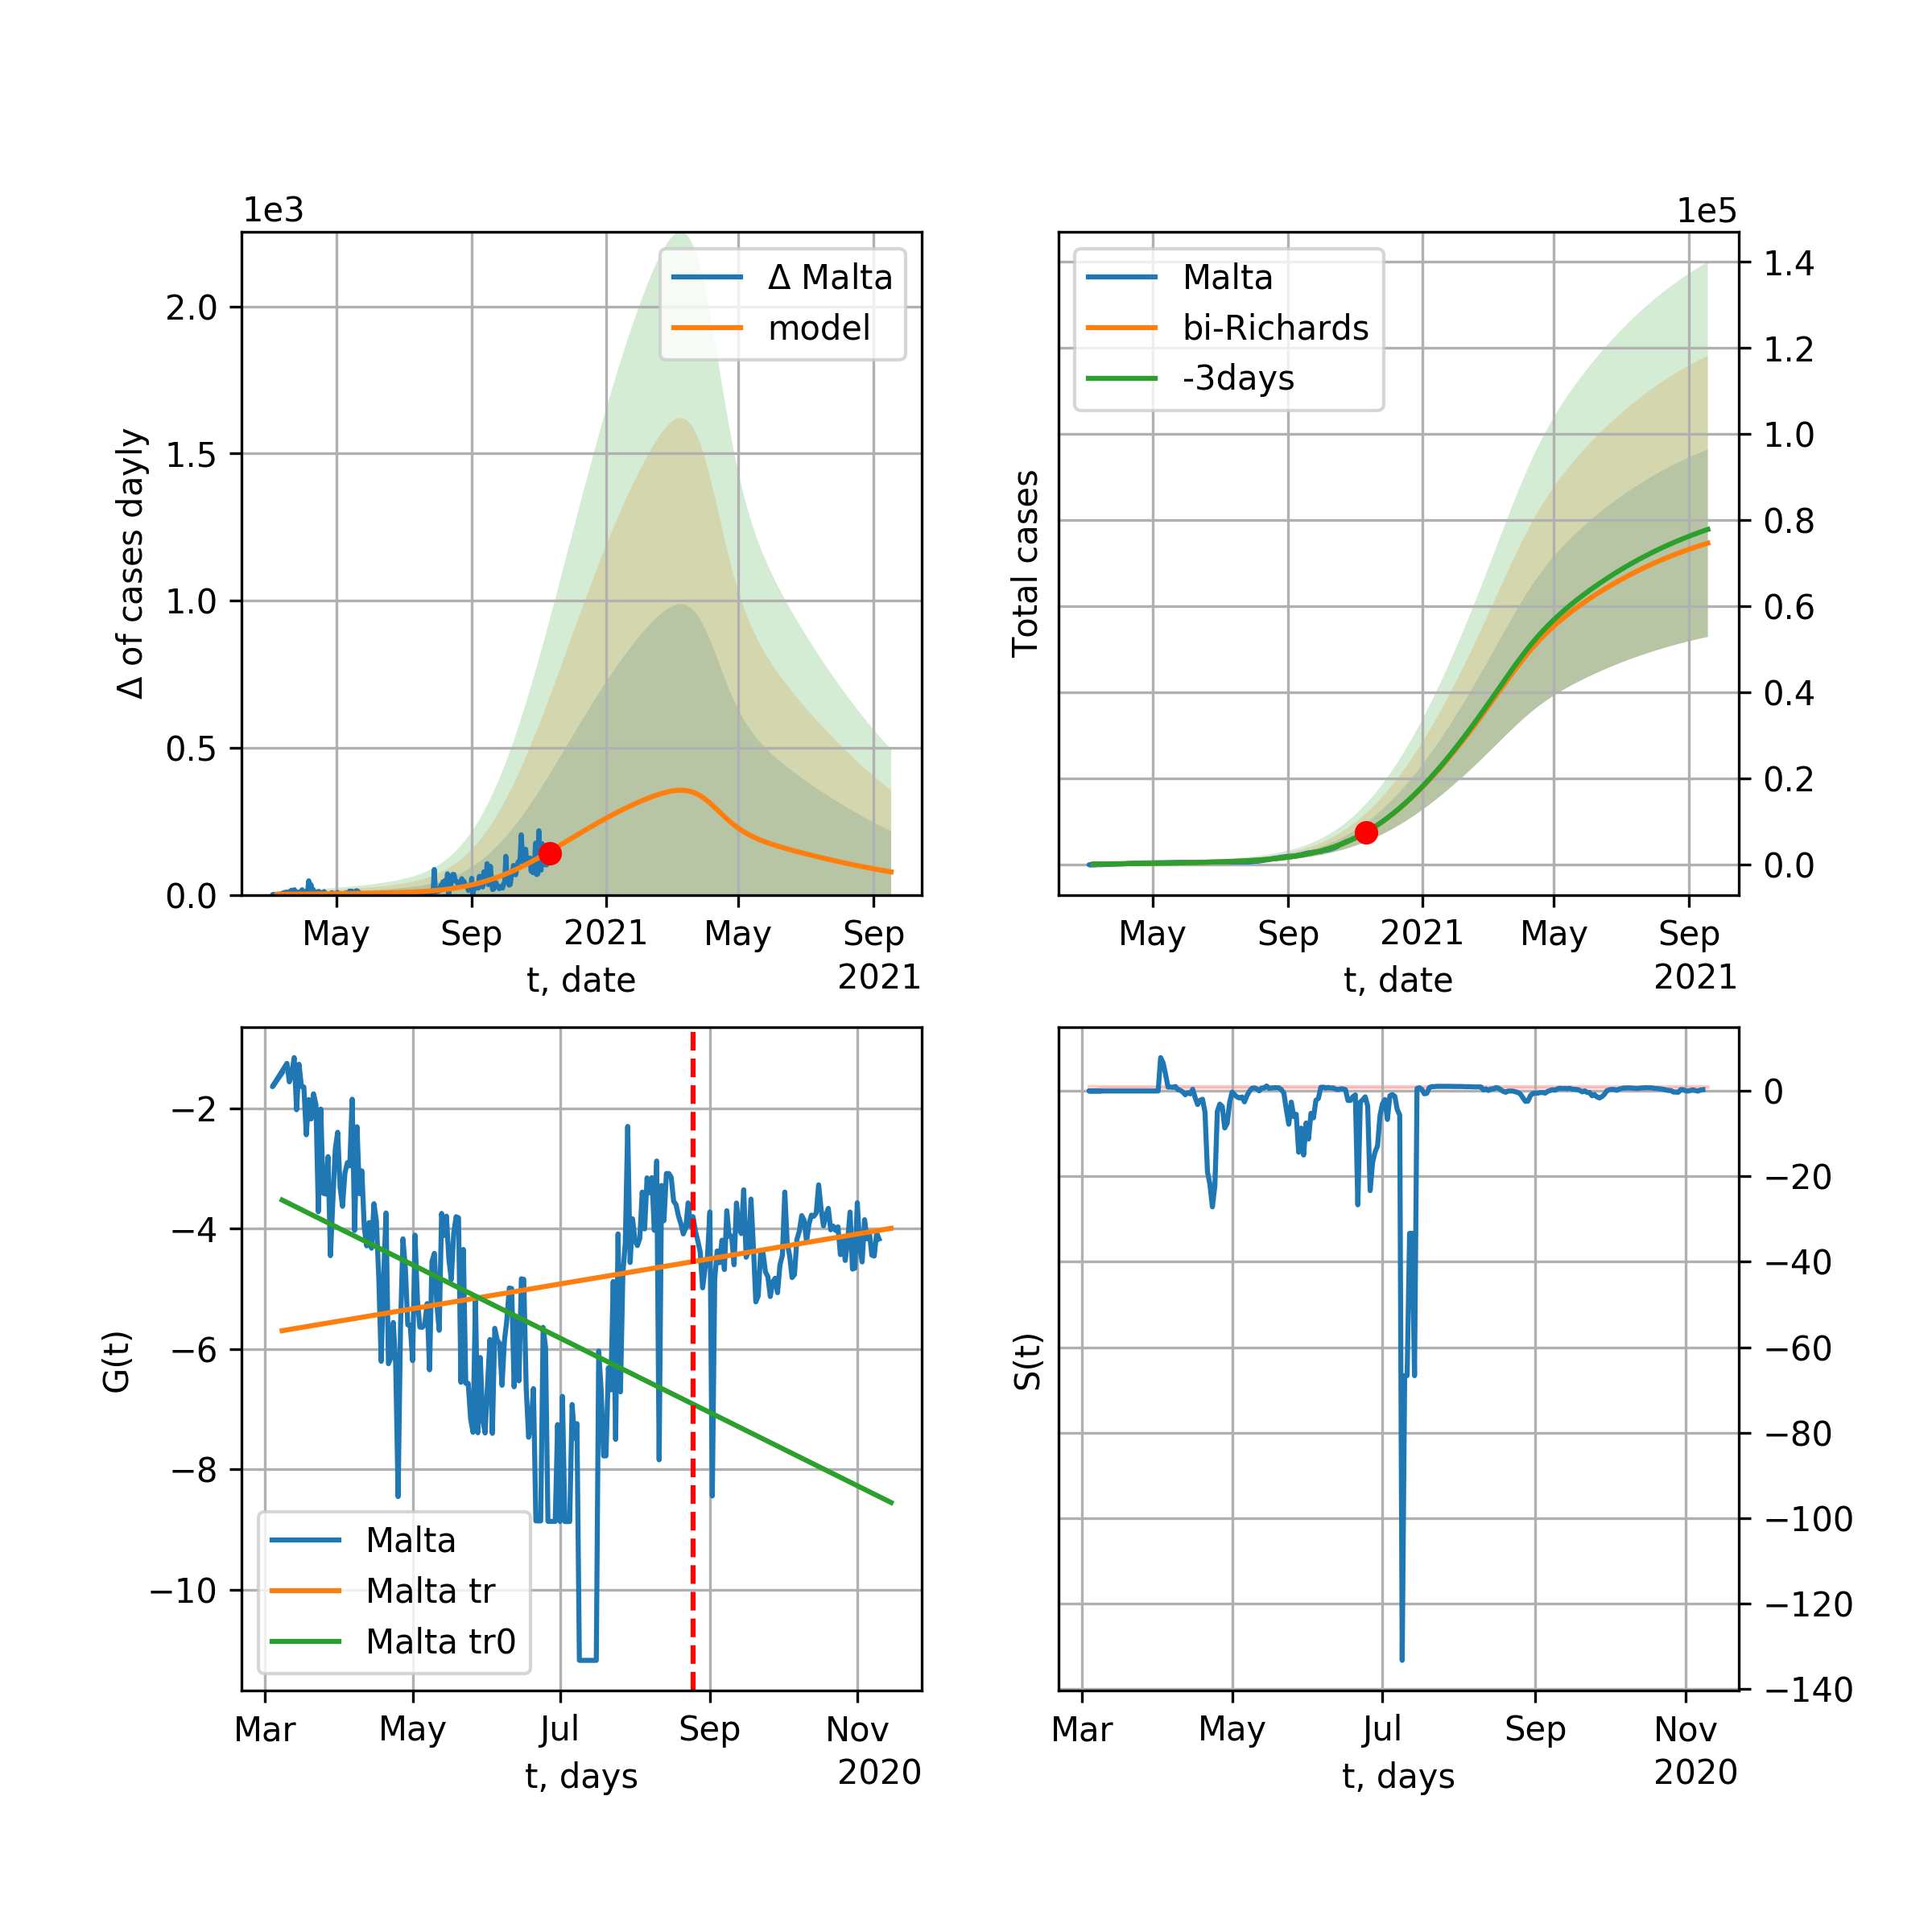 1e3
2.0
1.5
1.0
0.5
0.0
Δ of cases dayly
Δ Malta
model
May
Sep
2021
May
Sep
2021
t, date
1e5
1.4
1.2
1.0
0.8
0.6
0.4
0.2
0.0
Total cases
Malta
bi-Richards
-3days
May
Sep
2021
May
Sep
2021
t, date
−2
−4
−6
−8
−10
G(t)
Malta
Malta tr
Malta tr0
Mar
May
Jul
Sep
Nov
2020
t, days
0
−20
−40
−60
−80
−100
−120
−140
S(t)
Mar
May
Jul
Sep
Nov
2020
t, days